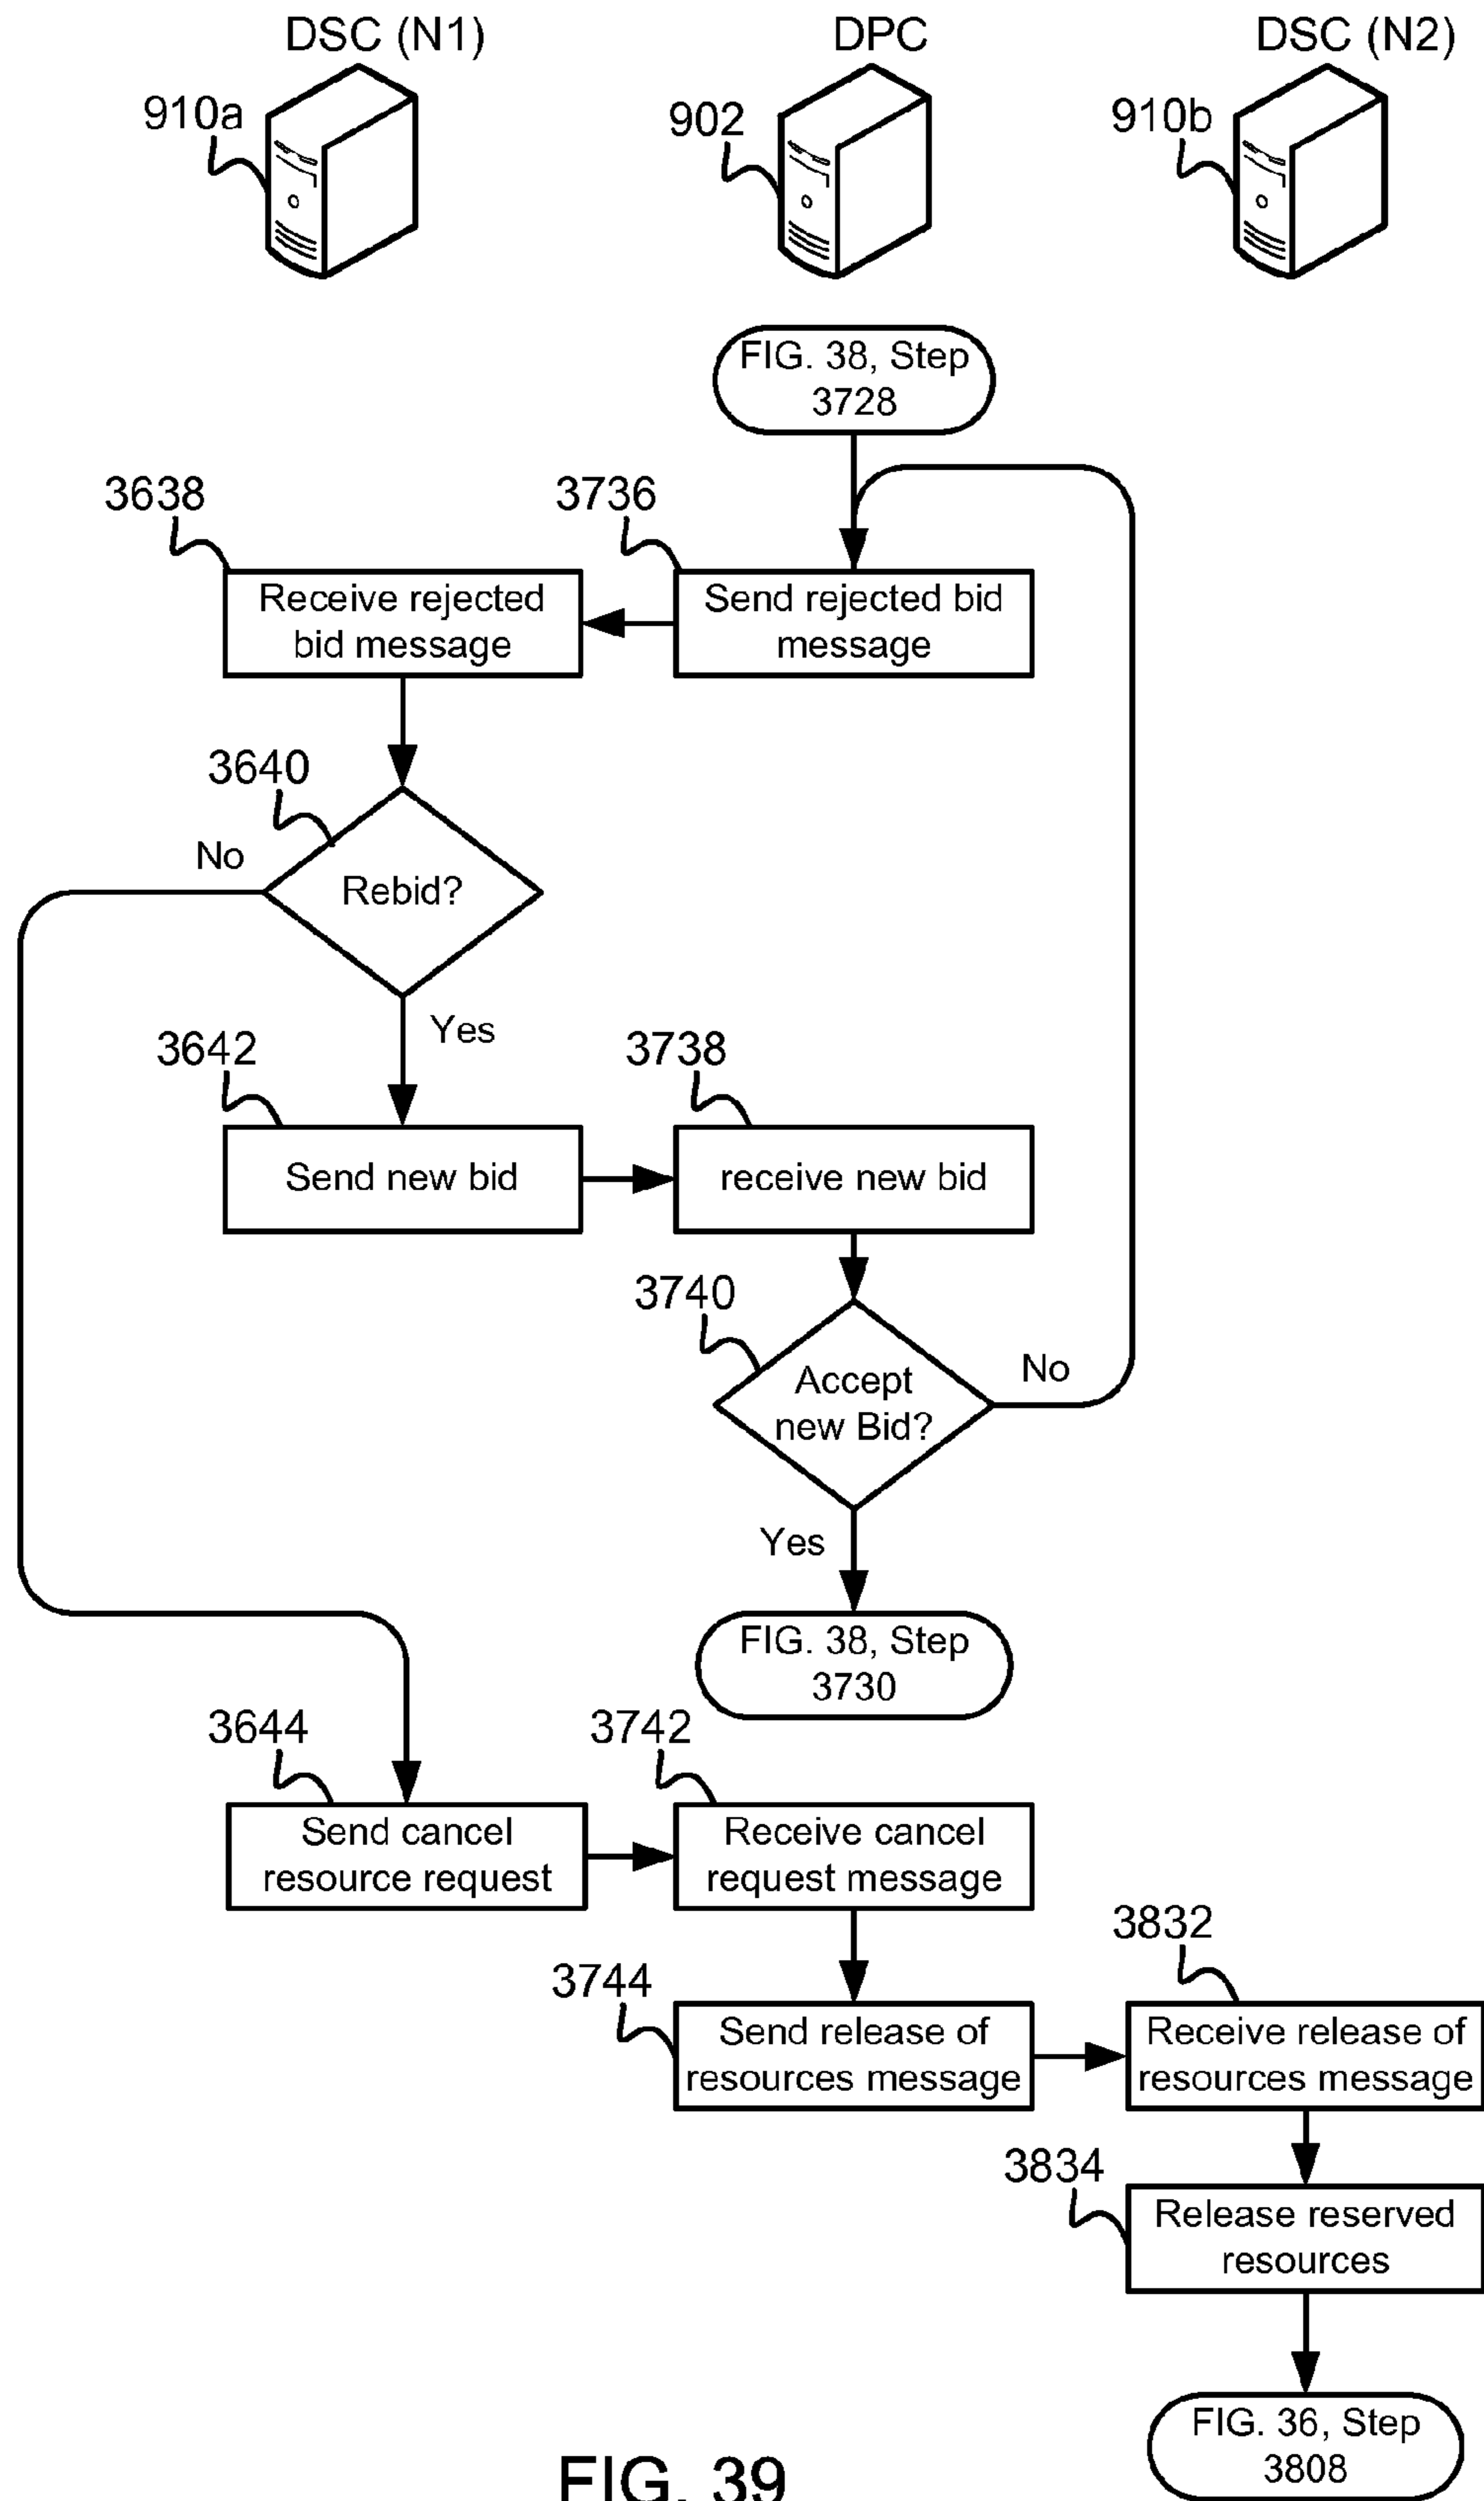 DSC (N1)
DPC
DSC (N2)
910a
902
910b
FIG. 38, Step
3728
3638
3736
Receive rejected
bid message
Send rejected bid
message
3640
No
Rebid?
Yes
3642
3738
Send new bid
receive new bid
3740
Accept
new Bid?
No
Yes
FIG. 38, Step
3730
3644
3742
Send cancel
resource request
Receive cancel
request message
3832
3744
Send release of
resources message
Receive release of
resources message
3834
Release reserved
resources
FIG. 36, Step
3808
FIG. 39